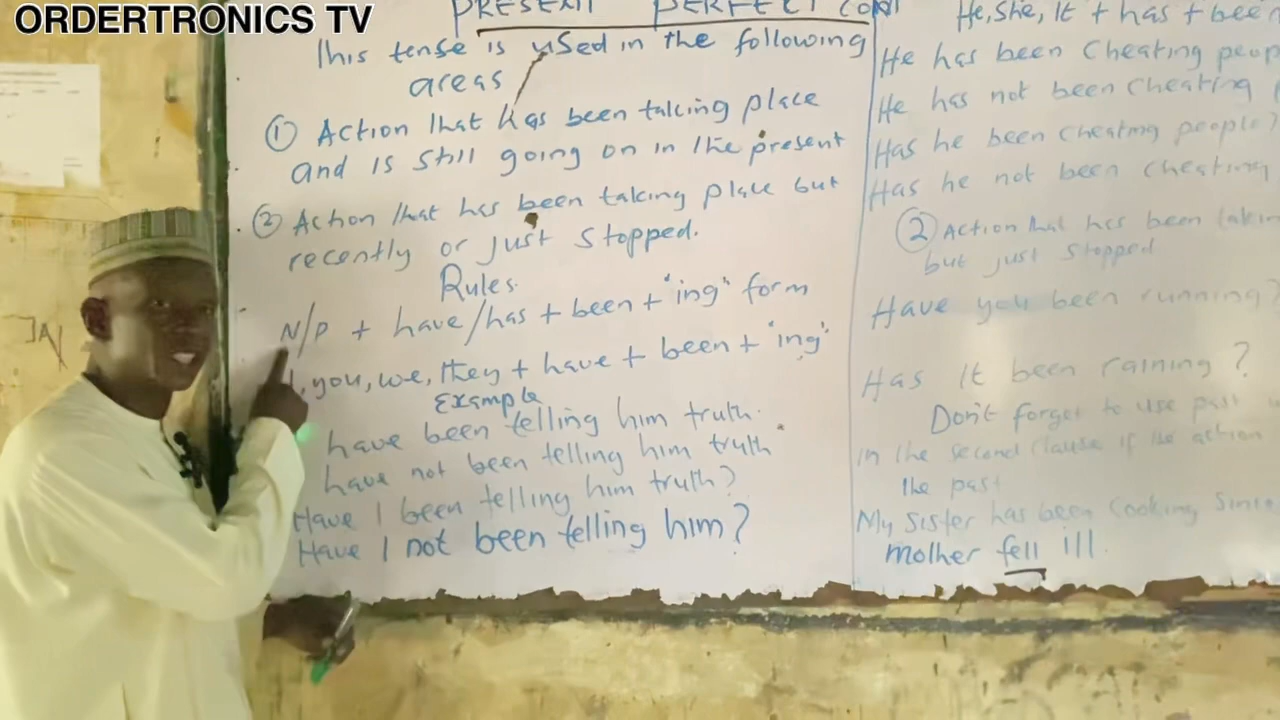 ORDERTRONICS TV
PRESENT PERFECT CONT
This tense is used in the following
areas
① Action that has been taking place
and is still going on in the present
② Action that has been taking place but
recently or just stopped.
Rules.
N/P + have/has + been + "ing" form
I, you, we, they + have + been + "ing"
Example
have been telling him truth.
have not been telling him truth
Have I been telling him truth?
Have I not been telling him?
He, She, It + has + been
He has been Cheating peop
He has not been Cheating
Has he been Cheating people?
Has he not been Cheating
② Action that has been takin
but just stopped
Have you been running?
Has It been raining?
Don't forget to use past
in the second clause if the action
the past
My sister has been Cooking Since
mother fell ill.